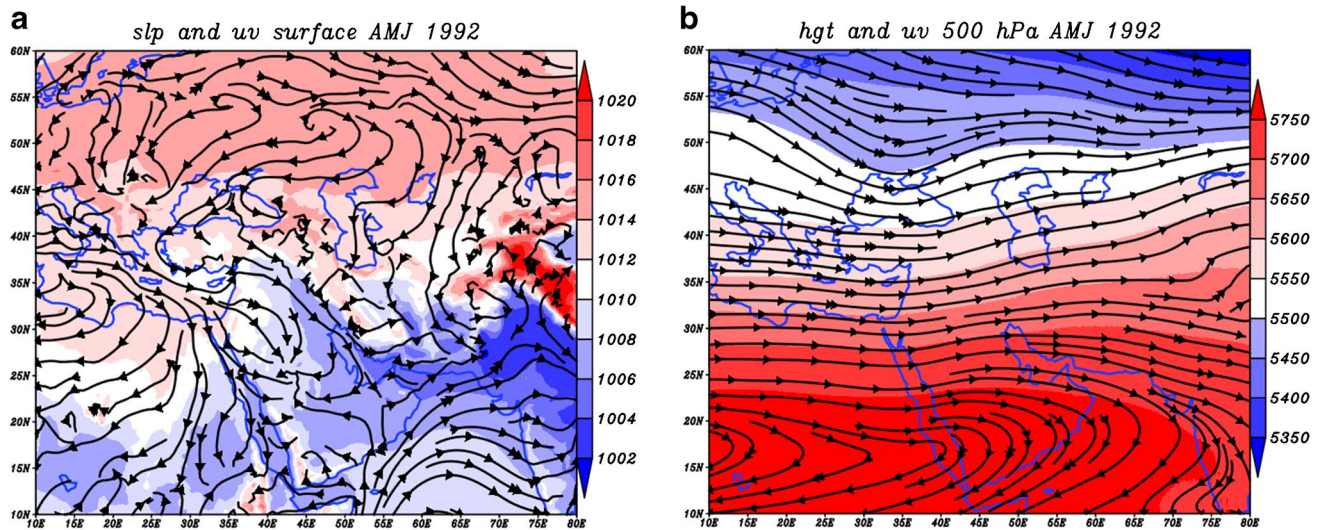 a
slp and uv surface AMJ 1992
60N
55N
50N
45N
40N
35N
30N
25N
20N
15N
10N
10E 15E 20E 25E 30E 35E 40E 45E 50E 55E 60E 65E 70E 75E 80E
1020
1018
1016
1014
1012
1010
1008
1006
1004
1002
b
hgt and uv 500 hPa AMJ 1992
60N
55N
50N
45N
40N
35N
30N
25N
20N
15N
10N
10E 15E 20E 25E 30E 35E 40E 45E 50E 55E 60E 65E 70E 75E 80E
5750
5700
5650
5600
5550
5500
5450
5400
5350